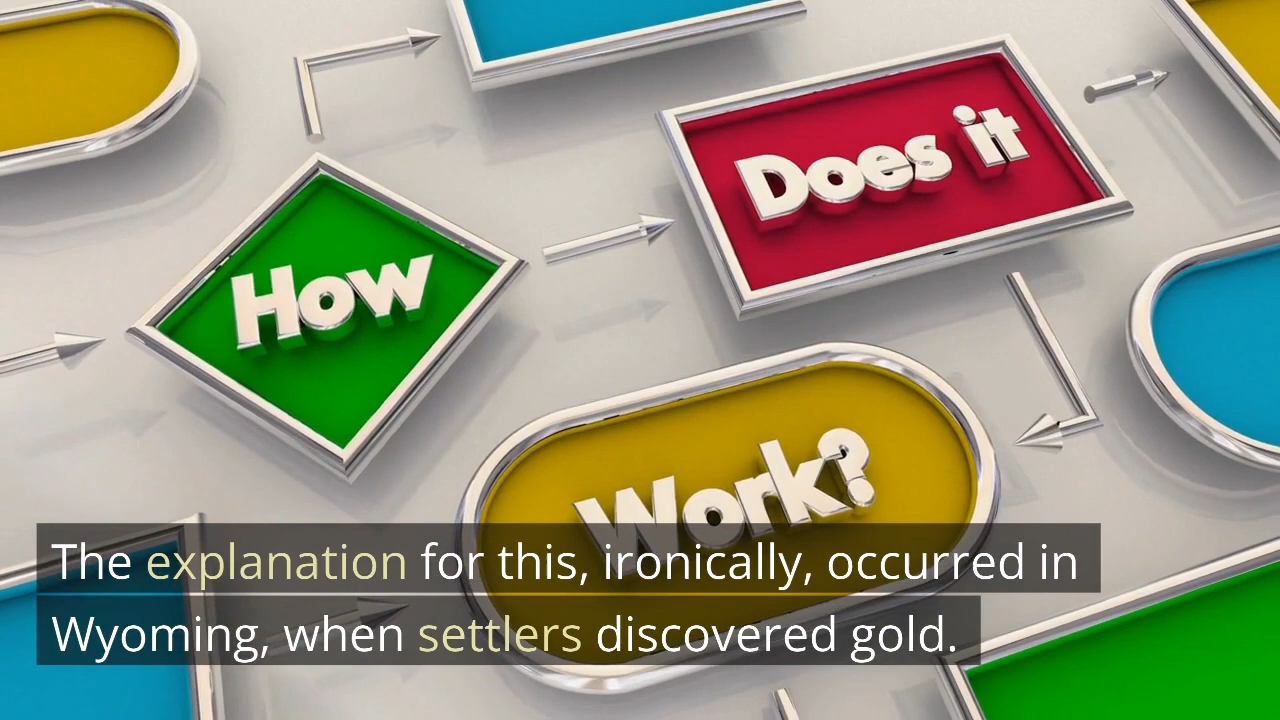 How
Does it
Work?
The explanation for this, ironically, occurred in
Wyoming, when settlers discovered gold.